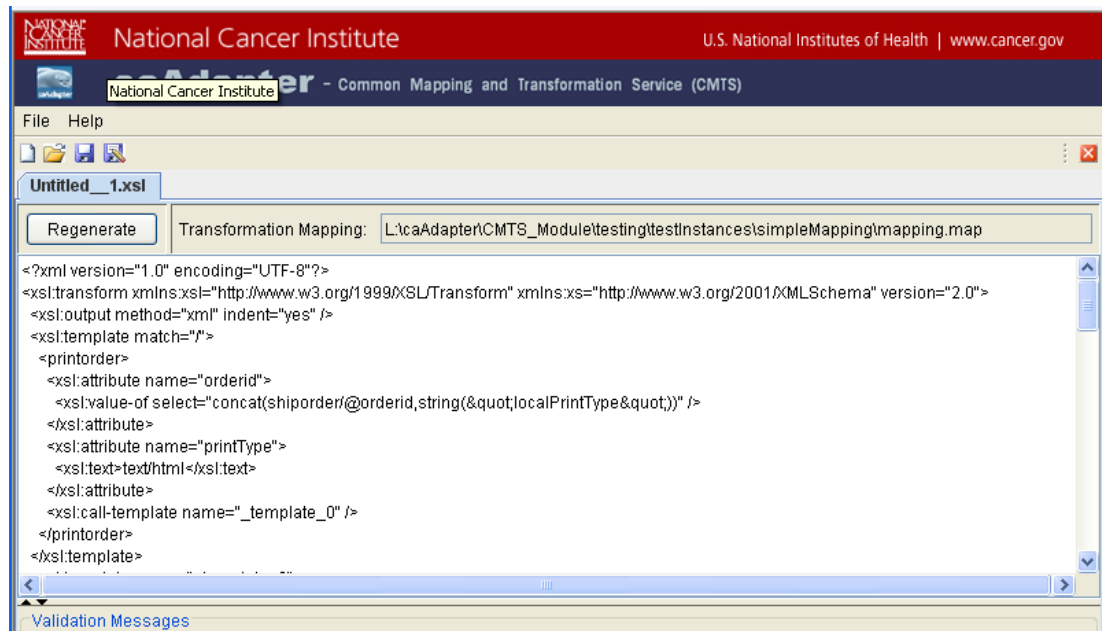 NATIONAL
CANCER
INSTITUTE
National Cancer Institute
U.S. National Institutes of Health | www.cancer.gov
caAdapter
National Cancer Institute
- Common Mapping and Transformation Service (CMTS)
File Help
Untitled__1.xsl
Regenerate
Transformation Mapping: L:\caAdapter\CMTS_Module\testing\testInstances\simpleMapping\mapping.map
<?xml version="1.0" encoding="UTF-8"?>
<xsl:transform xmlns:xsl="http://www.w3.org/1999/XSL/Transform" xmlns:xs="http://www.w3.org/2001/XMLSchema" version="2.0">
<xsl:output method="xml" indent="yes" />
<xsl:template match="/">
<printorder>
<xsl:attribute name="orderid">
<xsl:value-of select="concat(shiporder/@orderid,string(&quot;localPrintType&quot;))" />
</xsl:attribute>
<xsl:attribute name="printType">
<xsl:text>text/html</xsl:text>
</xsl:attribute>
<xsl:call-template name="_template_0" />
</printorder>
</xsl:template>
Validation Messages